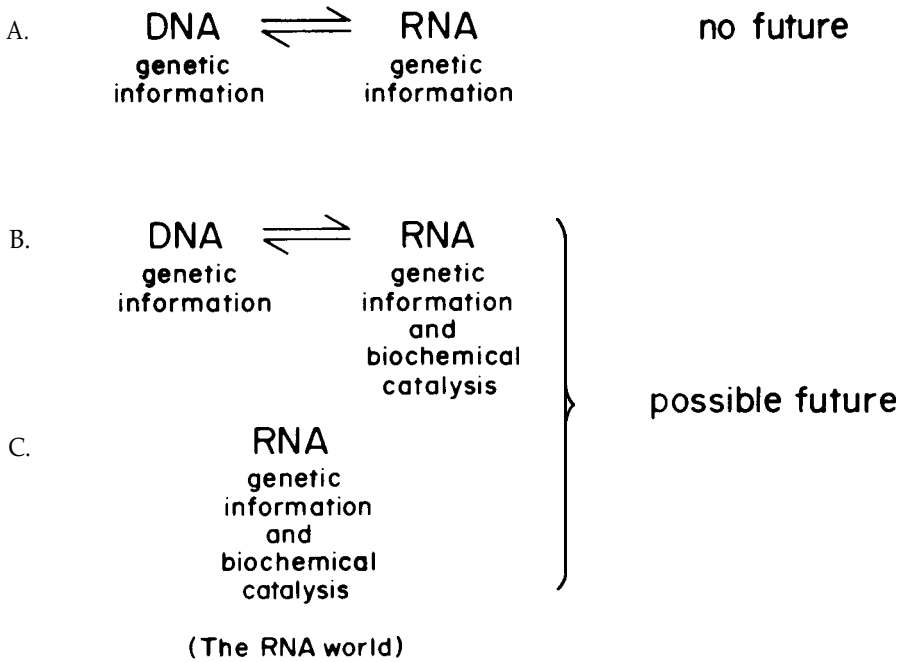 A. DNA ⇌ RNA no future
genetic genetic
information information
B. DNA ⇌ RNA
genetic genetic
information information
and
biochemical
catalysis
possible future
C. RNA
genetic
information
and
biochemical
catalysis
(The RNA world)